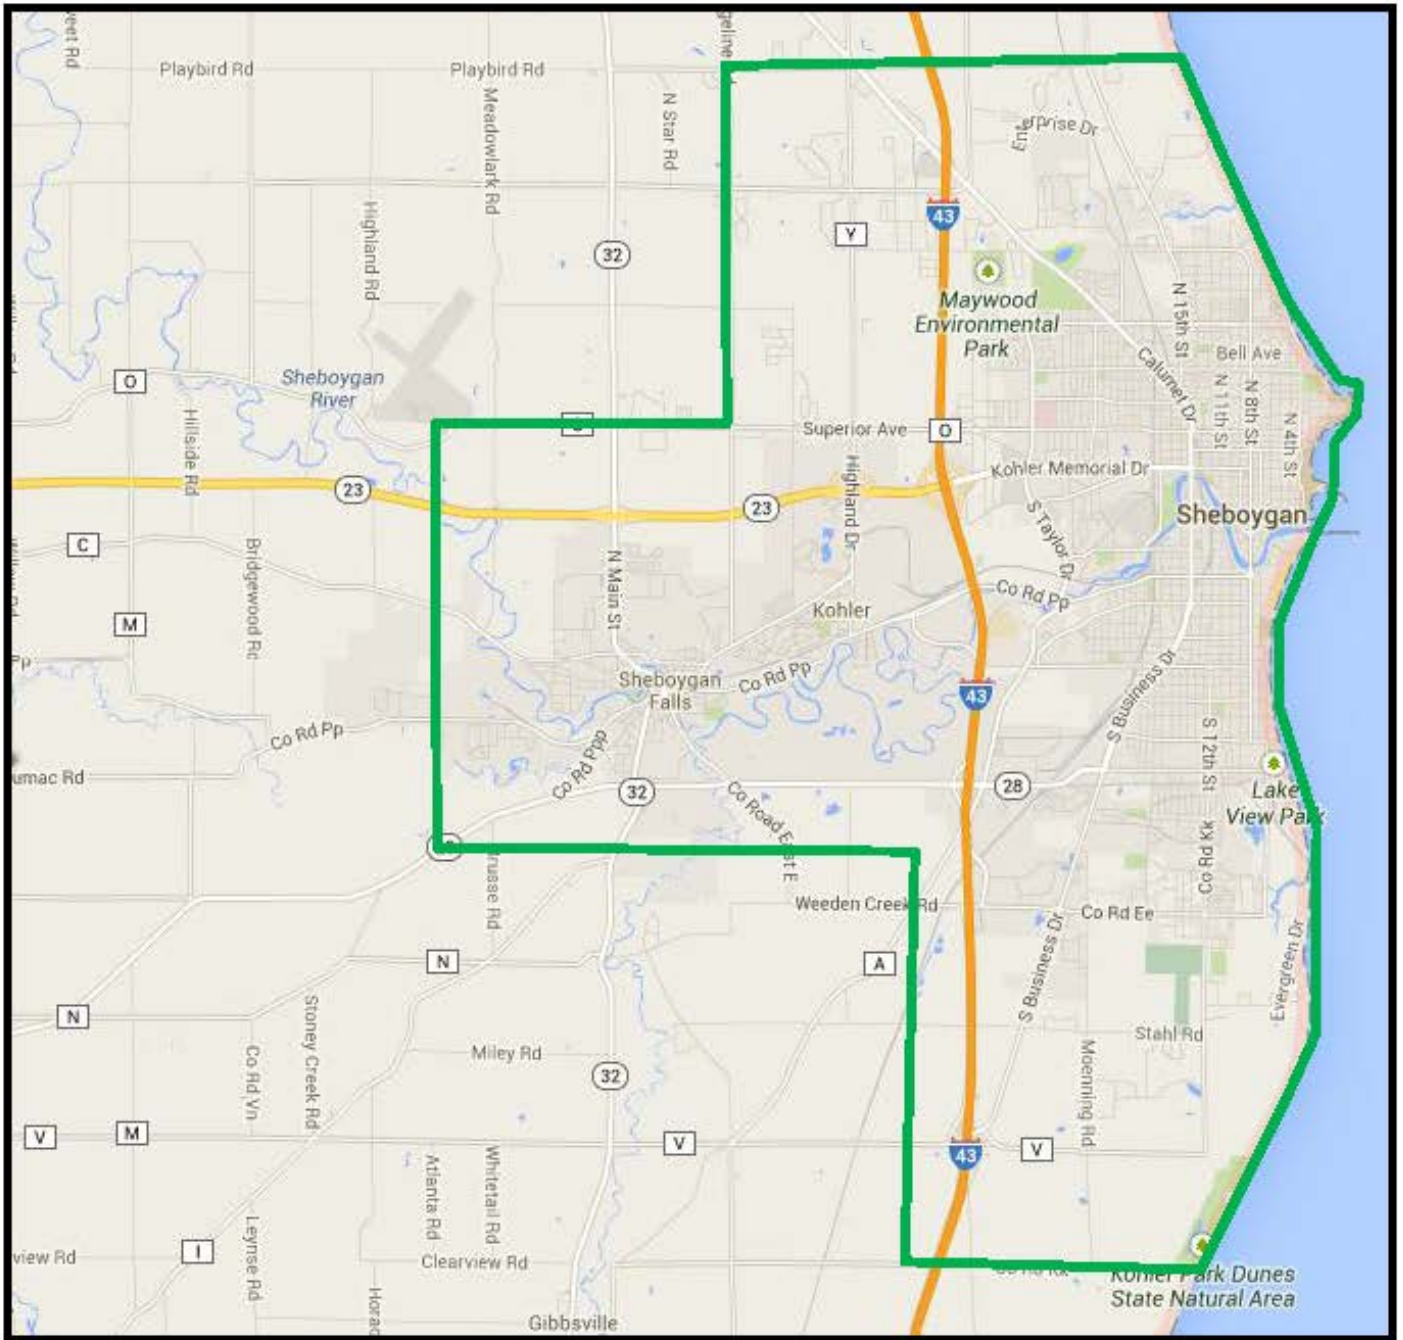 Playbird Rd
Playbird Rd
N Star Rd
Meadowlark Rd
Enterprise Dr
Highland Rd
43
Y
32
Maywood
Environmental
Park
N 15th St
Bell Ave
Calumet Dr
N 11th St
N 8th St
N 4th St
Sheboygan
River
O
Hillside Rd
Superior Ave
O
Highland Dr
Kohler Memorial Dr
23
23
Sheboygan
S Taylor Dr
C
Bridgewood Rd
N Main St
Co Rd Pp
Kohler
M
Pp
Sheboygan
Falls
Co Rd Pp
43
S Business Dr
Co Rd Pp
S 12th St
umac Rd
Co Rd Ppp
32
28
Lake
View Park
Co Road East E
Co Rd Kk
Weeden Creek Rd
Co Rd Ee
N
A
S Business Dr
Evergreen Dr
N
Stoney Creek Rd
Stahl Rd
Miley Rd
Co Rd Vn
32
Moenning Rd
V
M
V
43
V
Atlanta Rd
Whitetail Rd
Leynse Rd
view Rd
I
Clearview Rd
Kohler Park Dunes
State Natural Area
Horac
Gibbsville